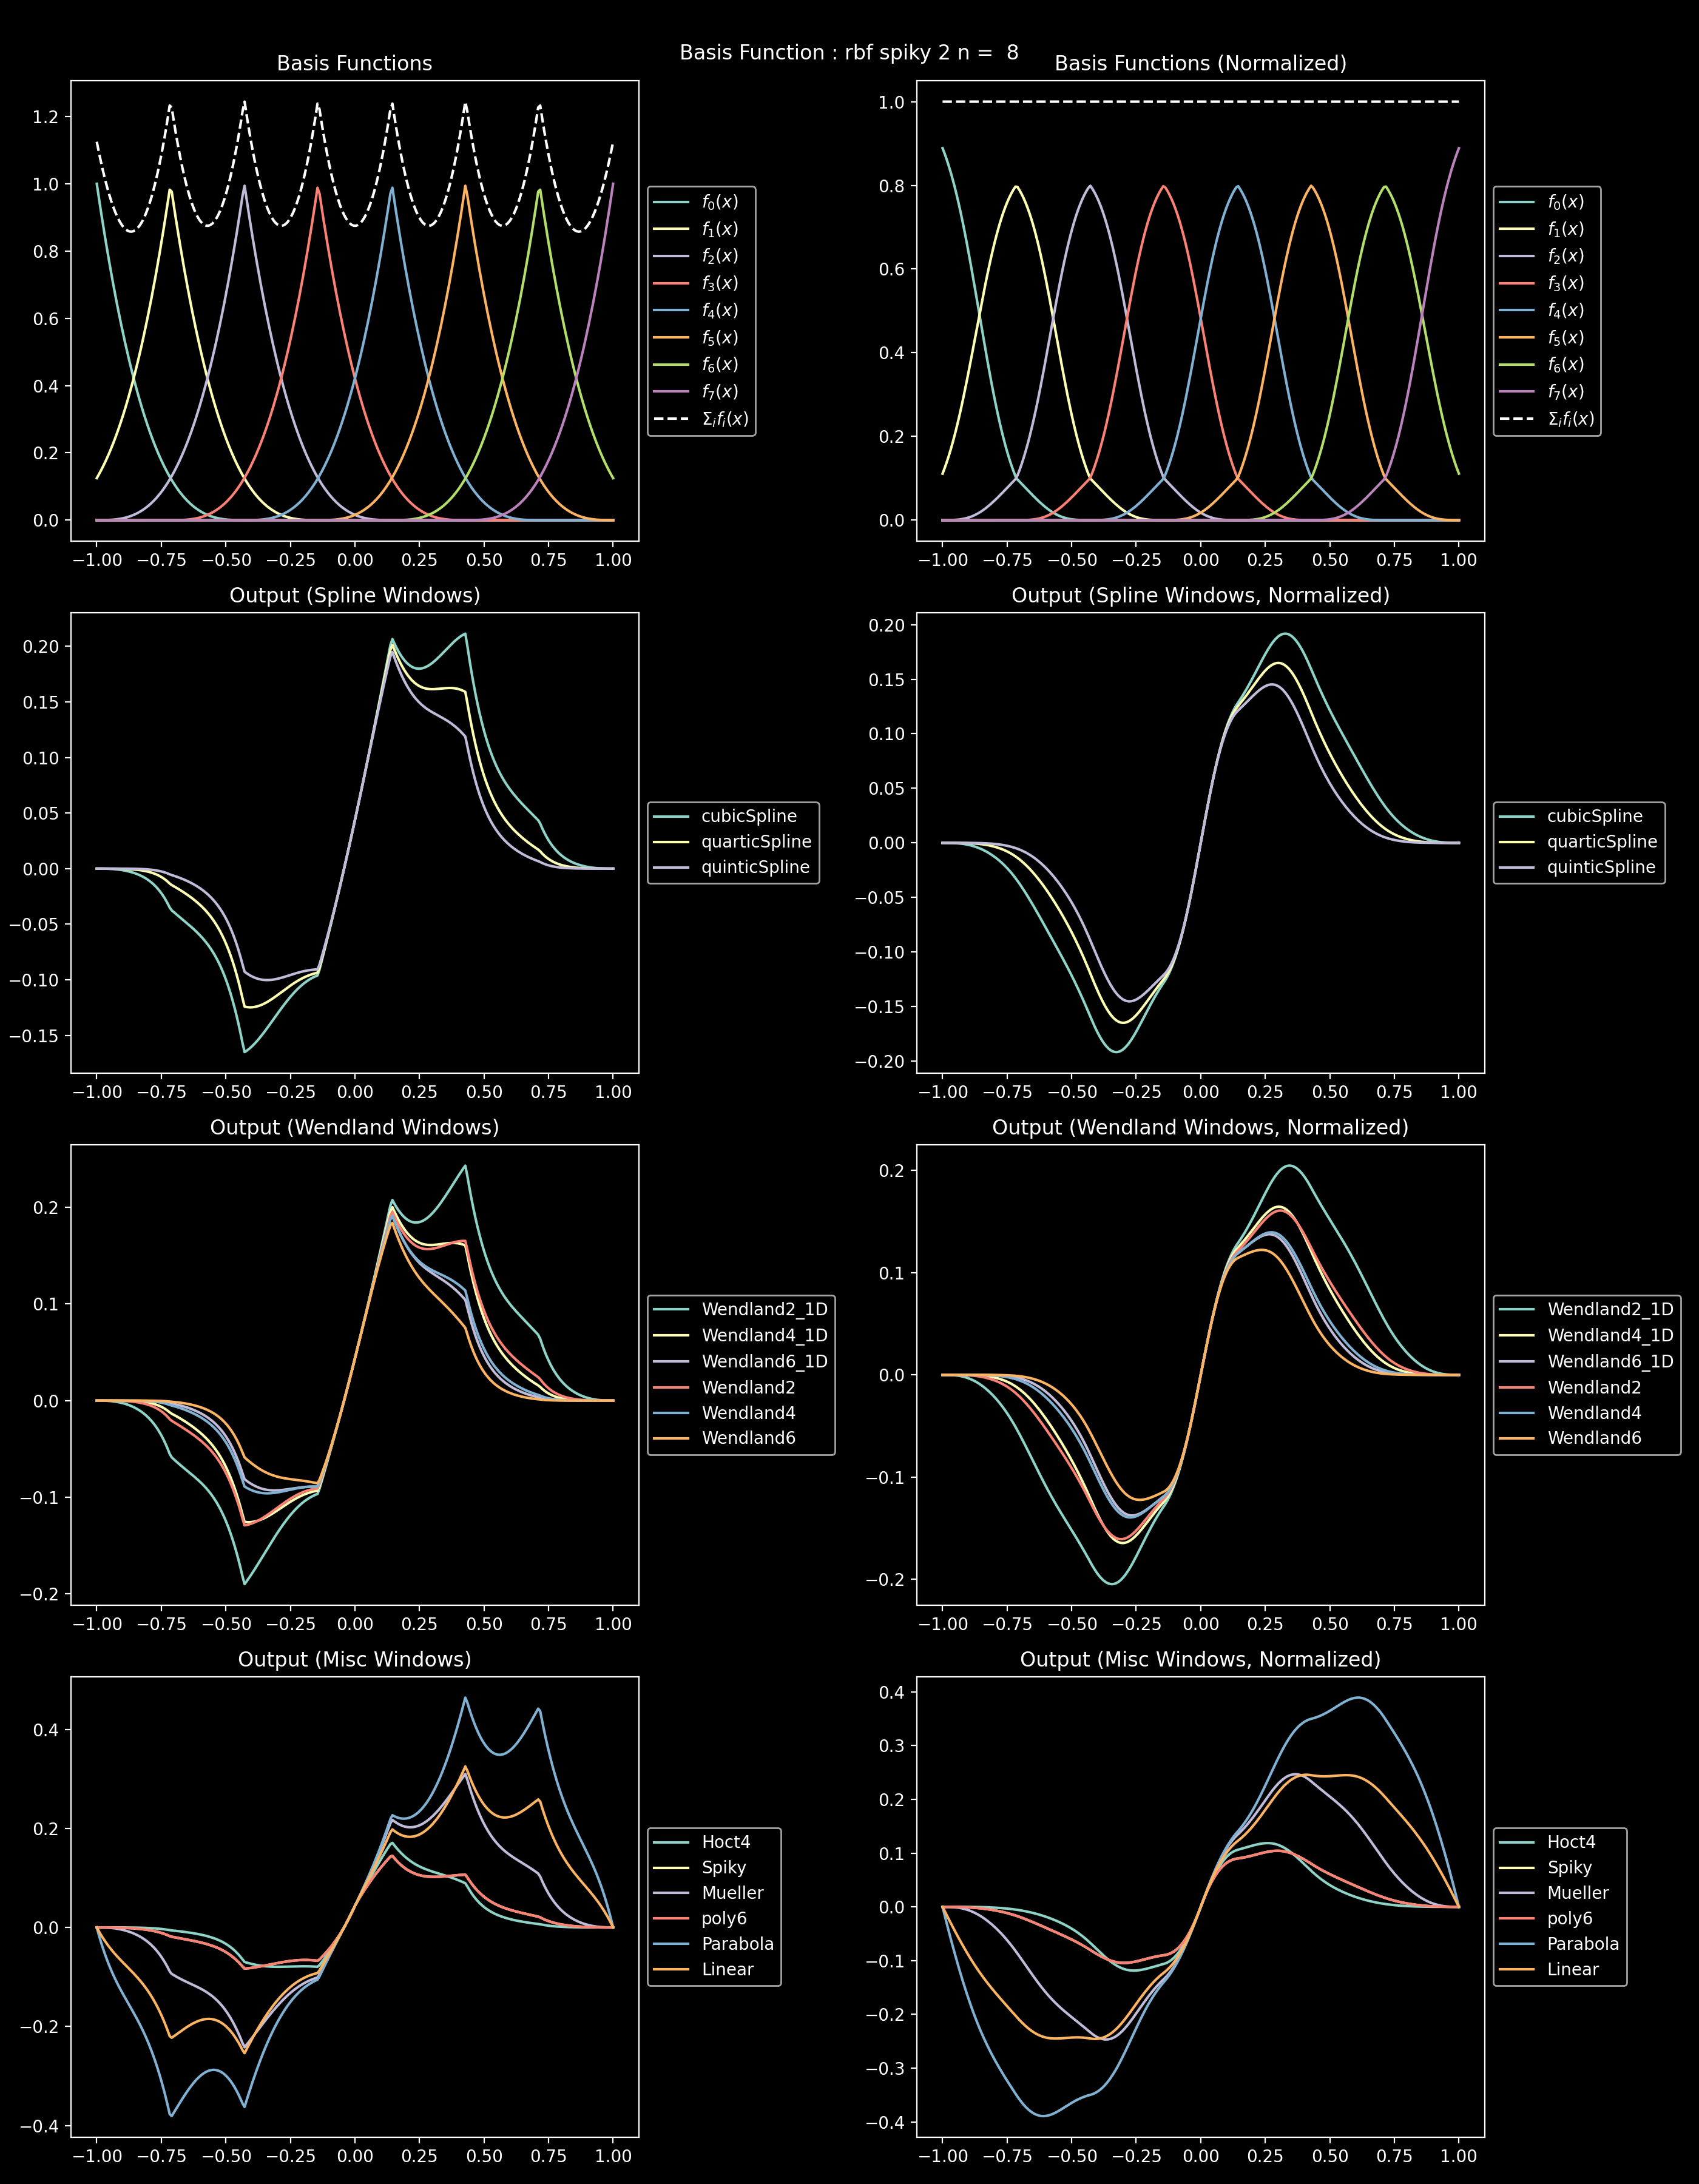 Basis Function : rbf spiky 2 n =  8
Basis Functions
1.2
1.0
0.8
0.6
0.4
0.2
0.0
−1.00 −0.75 −0.50 −0.25 0.00 0.25 0.50 0.75 1.00
f₀(x)
f₁(x)
f₂(x)
f₃(x)
f₄(x)
f₅(x)
f₆(x)
f₇(x)
Σᵢfᵢ(x)
Basis Functions (Normalized)
1.0
0.8
0.6
0.4
0.2
0.0
−1.00 −0.75 −0.50 −0.25 0.00 0.25 0.50 0.75 1.00
f₀(x)
f₁(x)
f₂(x)
f₃(x)
f₄(x)
f₅(x)
f₆(x)
f₇(x)
Σᵢfᵢ(x)
Output (Spline Windows)
0.20
0.15
0.10
0.05
0.00
−0.05
−0.10
−0.15
−1.00 −0.75 −0.50 −0.25 0.00 0.25 0.50 0.75 1.00
cubicSpline
quarticSpline
quinticSpline
Output (Spline Windows, Normalized)
0.20
0.15
0.10
0.05
0.00
−0.05
−0.10
−0.15
−0.20
−1.00 −0.75 −0.50 −0.25 0.00 0.25 0.50 0.75 1.00
cubicSpline
quarticSpline
quinticSpline
Output (Wendland Windows)
0.2
0.1
0.0
−0.1
−0.2
−1.00 −0.75 −0.50 −0.25 0.00 0.25 0.50 0.75 1.00
Wendland2_1D
Wendland4_1D
Wendland6_1D
Wendland2
Wendland4
Wendland6
Output (Wendland Windows, Normalized)
0.2
0.1
0.0
−0.1
−0.2
−1.00 −0.75 −0.50 −0.25 0.00 0.25 0.50 0.75 1.00
Wendland2_1D
Wendland4_1D
Wendland6_1D
Wendland2
Wendland4
Wendland6
Output (Misc Windows)
0.4
0.2
0.0
−0.2
−0.4
−1.00 −0.75 −0.50 −0.25 0.00 0.25 0.50 0.75 1.00
Hoct4
Spiky
Mueller
poly6
Parabola
Linear
Output (Misc Windows, Normalized)
0.4
0.3
0.2
0.1
0.0
−0.1
−0.2
−0.3
−0.4
−1.00 −0.75 −0.50 −0.25 0.00 0.25 0.50 0.75 1.00
Hoct4
Spiky
Mueller
poly6
Parabola
Linear